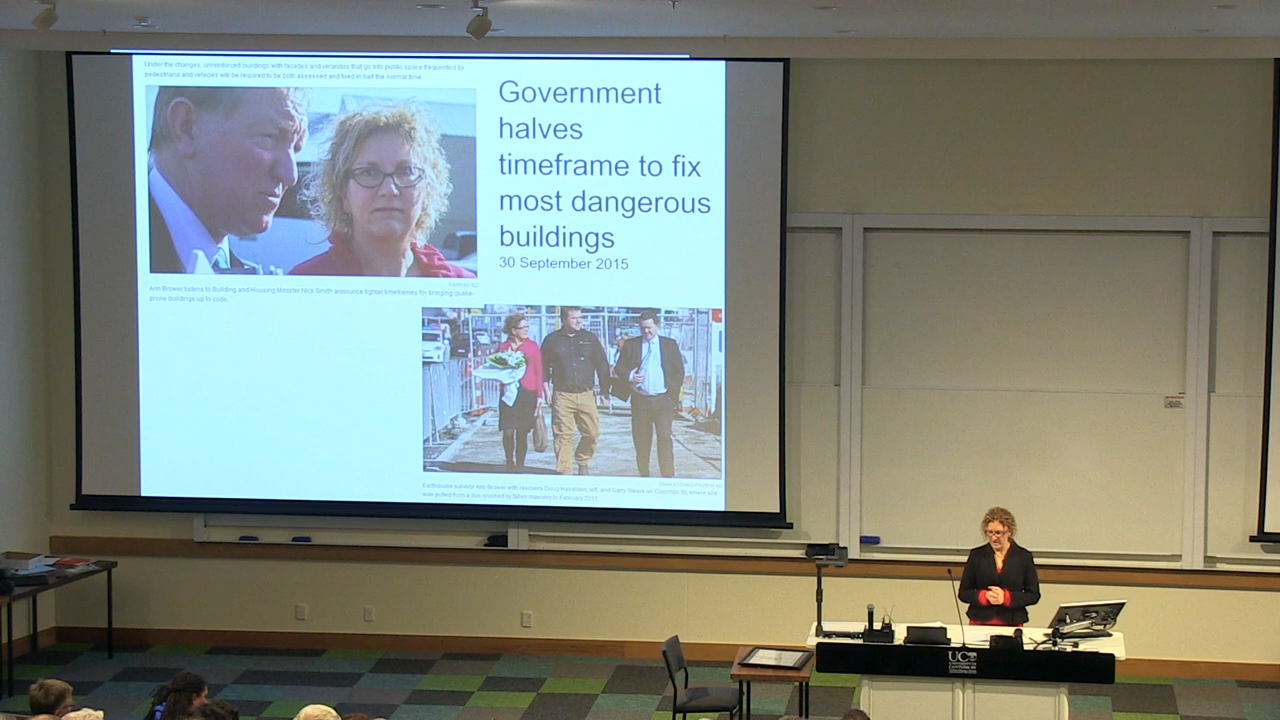 Under the changes, unreinforced buildings with facades and verandas that go into public space frequented by
pedestrians and vehicles will be required to be both assessed and fixed in half the normal time.
Government
halves
timeframe to fix
most dangerous
buildings
30 September 2015
Ann Brower listens to Building and Housing Minister Nick Smith announce tighter timeframes for bringing quake-
prone buildings up to code.
Earthquake survivor Ann Brower with rescuers Doug left, and Garry on Colombo St, where she
was pulled from a bus crushed by fallen masonry in February 2011.
UC
UNIVERSITY OF
CANTERBURY